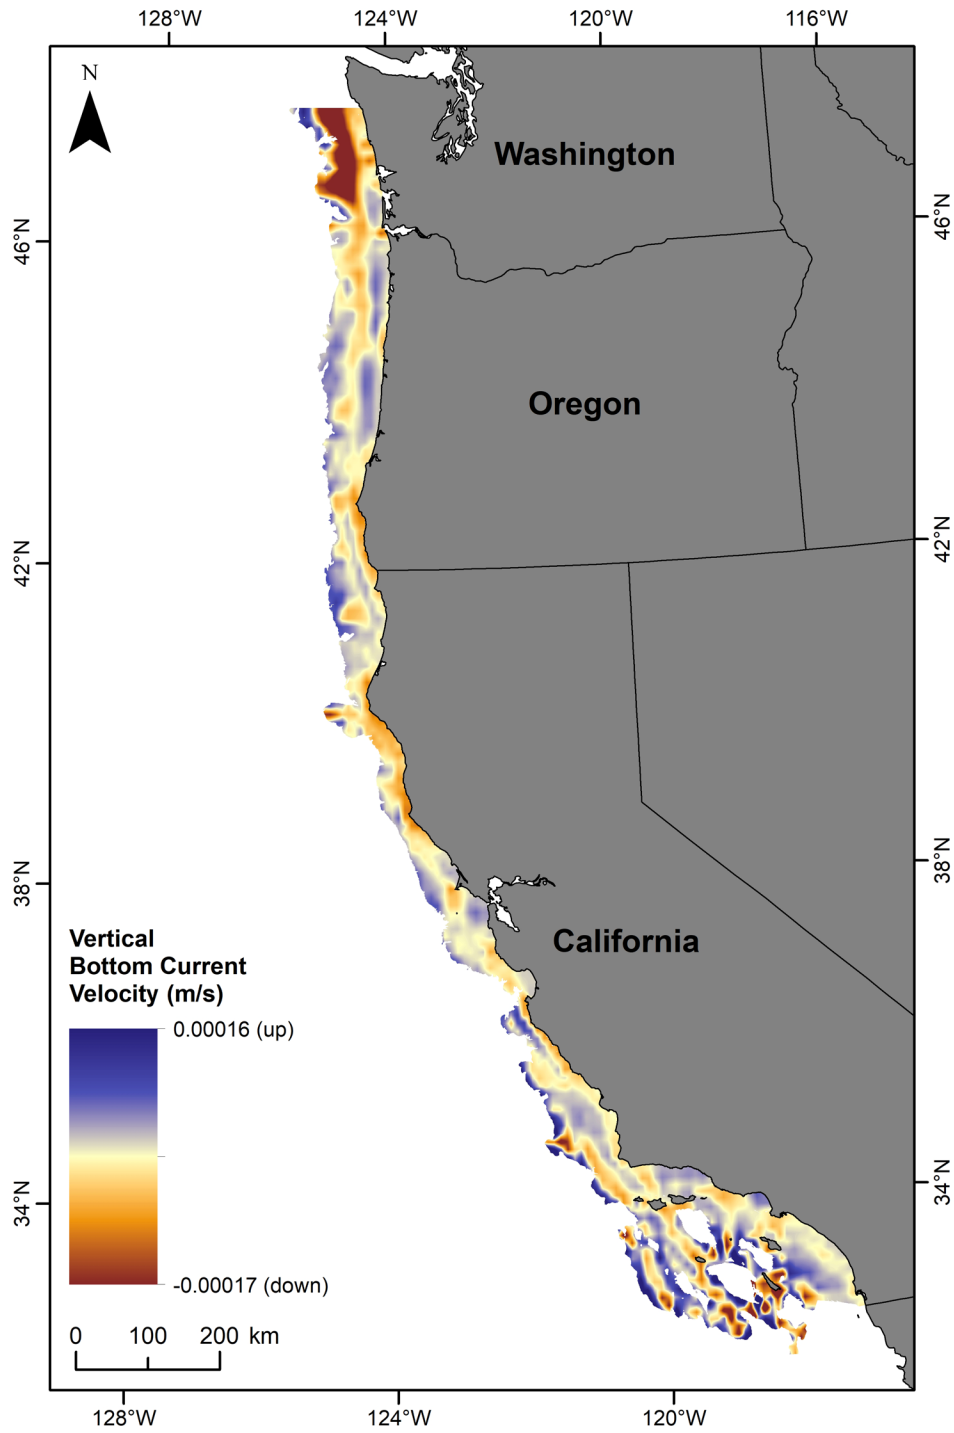 128°W 124°W 120°W 116°W
N
Washington
46°N
46°N
Oregon
42°N
42°N
38°N
38°N
California
Vertical
Bottom Current
Velocity (m/s)
0.00016 (up)
34°N
34°N
-0.00017 (down)
0 100 200 km
128°W 124°W 120°W